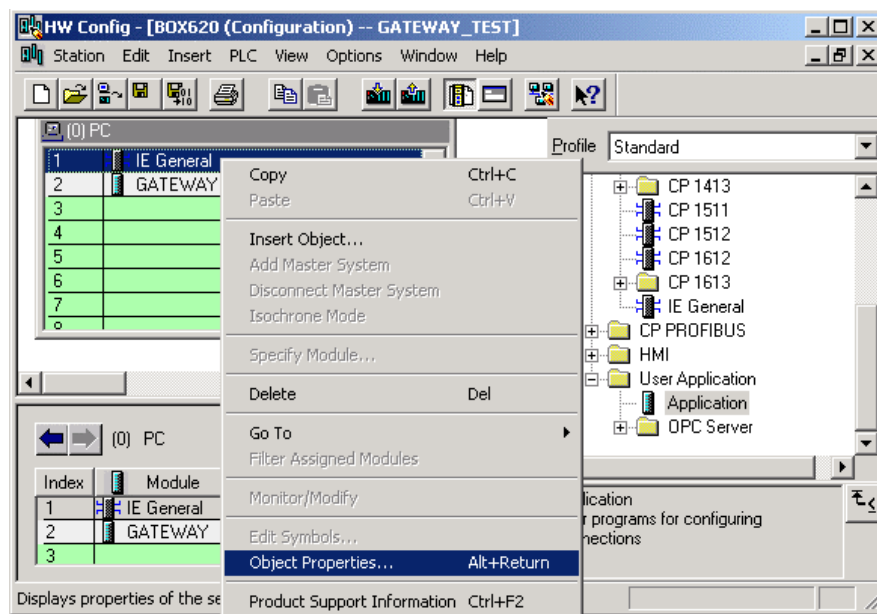 HW Config - [BOX620 (Configuration) -- GATEWAY_TEST]
Station Edit Insert PLC View Options Window Help
(0) PC
1 IE General
2 GATEWAY
3
4
5
6
7
Copy Ctrl+C
Paste Ctrl+V
Insert Object...
Add Master System
Disconnect Master System
Isochrone Mode
Specify Module...
Delete Del
Go To
Filter Assigned Modules
Monitor/Modify
Edit Symbols...
Object Properties... Alt+Return
Product Support Information Ctrl+F2
Profile Standard
CP 1413
CP 1511
CP 1512
CP 1612
CP 1613
IE General
CP PROFIBUS
HMI
User Application
Application
OPC Server
(0) PC
Index Module
1 IE General
2 GATEWAY
3
lication
r programs for configuring
nections
Displays properties of the se